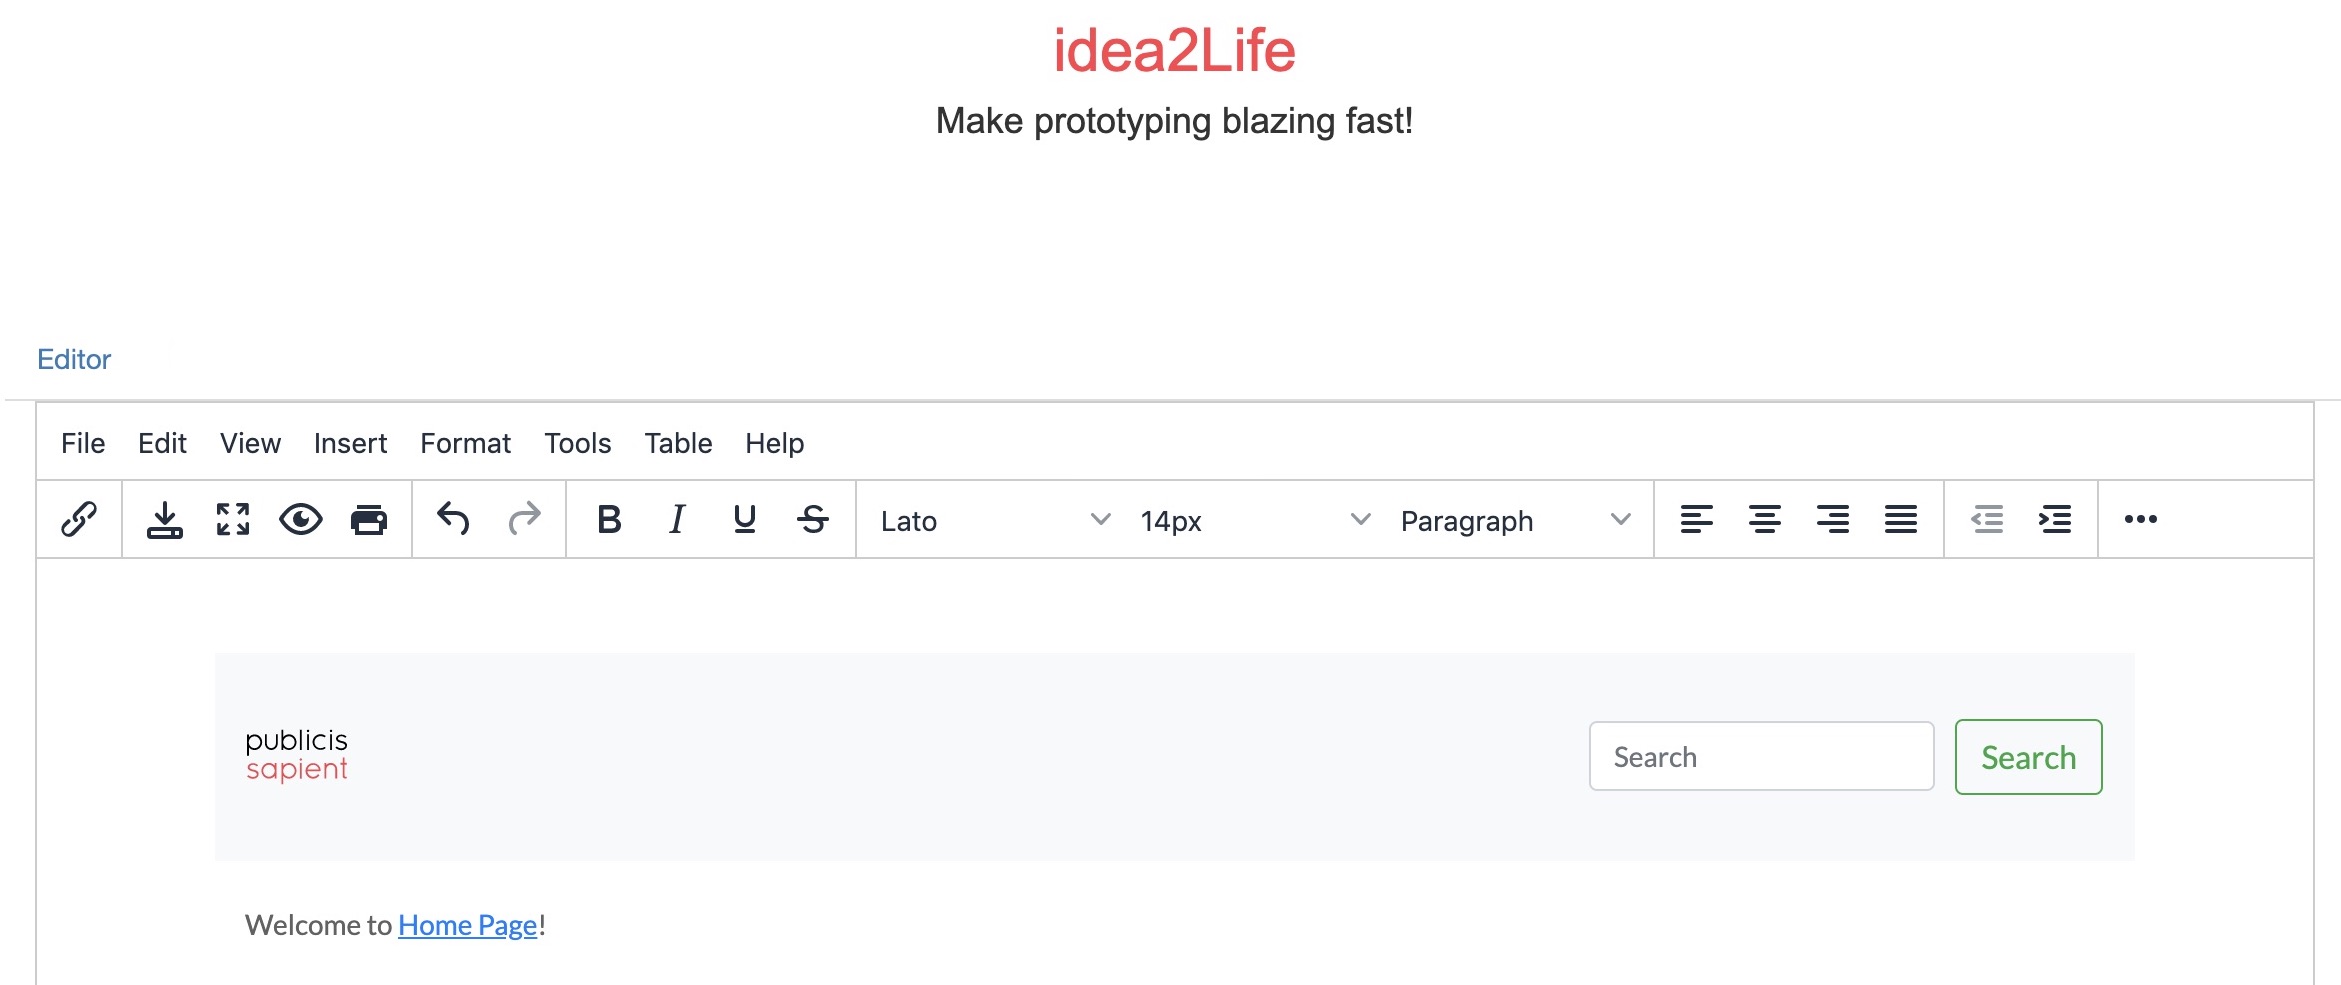 idea2Life
Make prototyping blazing fast!
Editor
File Edit View Insert Format Tools Table Help
B I U S Lato 14px Paragraph
publicis
sapient
Search Search
Welcome to Home Page!